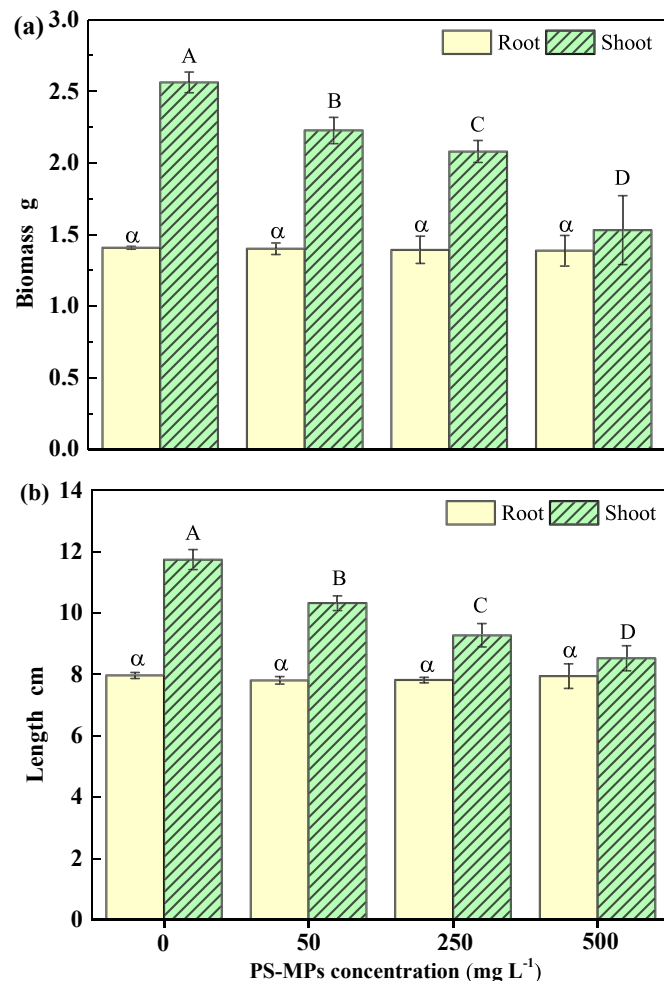 (a)
3.0
2.5
2.0
1.5
1.0
0.5
0.0
Biomass g
Root Shoot
A
B
C
D
α α α α
(b)
14
12
10
8
6
4
2
0
Length cm
Root Shoot
A
B
C
D
α α α α
0 50 250 500
PS-MPs concentration (mg L⁻¹)